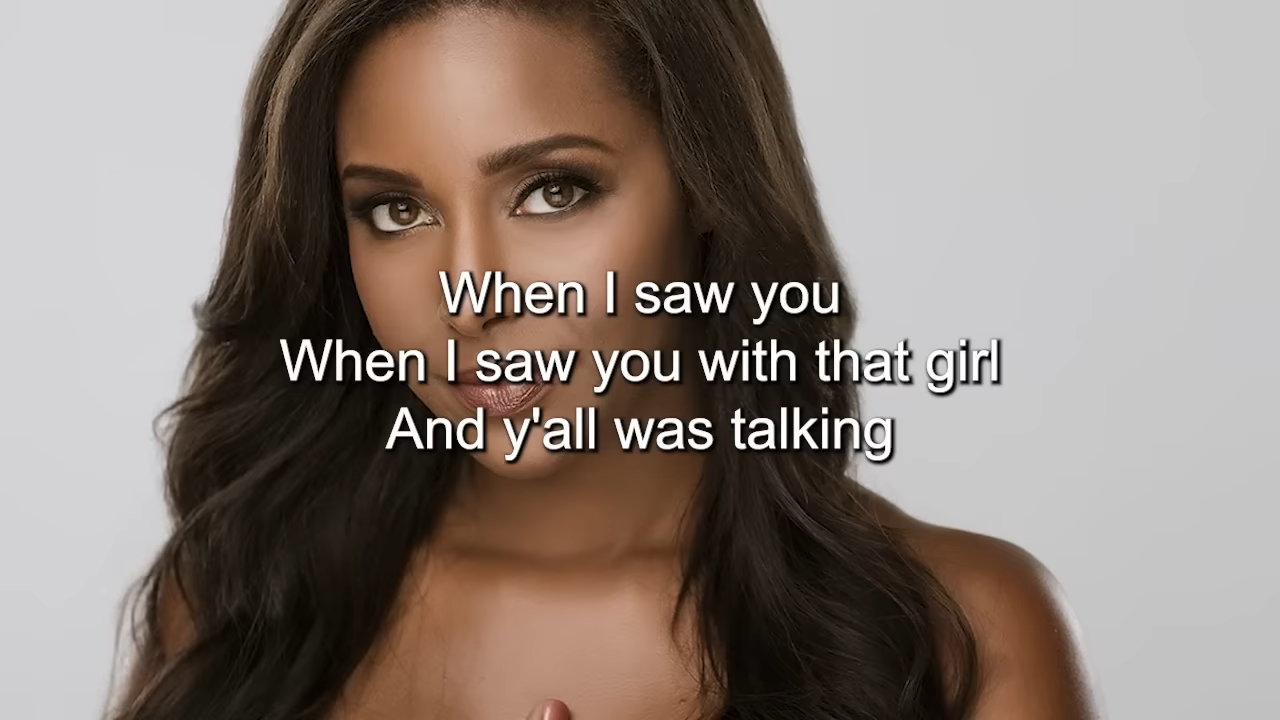 When I saw you
When I saw you with that girl
And y'all was talking